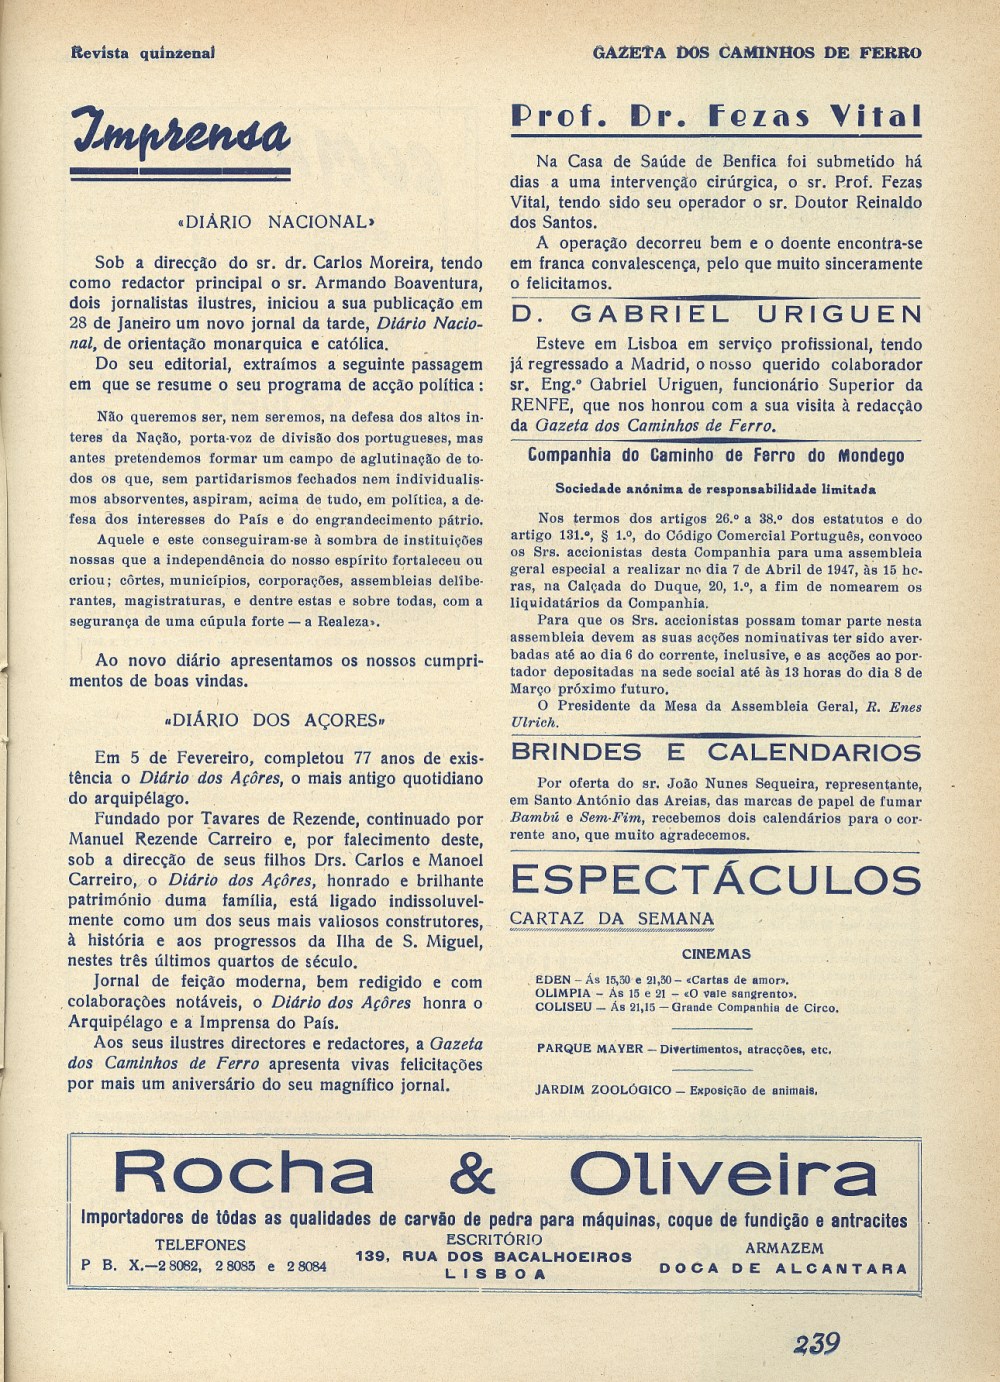 Revista quinzenal
GAZETA DOS CAMINHOS DE FERRO
Imprensa
«DIÁRIO NACIONAL»
Sob a direcção do sr. dr. Carlos Moreira, tendo
como redactor principal o sr. Armando Boaventura,
dois jornalistas ilustres, iniciou a sua publicação em
28 de Janeiro um novo jornal da tarde, Diário Nacio-
nal, de orientação monarquica e católica.
Do seu editorial, extraímos a seguinte passagem
em que se resume o seu programa de acção política :
Não queremos ser, nem seremos, na defesa dos altos in-
teres da Nação, porta-voz de divisão dos portugueses, mas
antes pretendemos formar um campo de aglutinação de to-
dos os que, sem partidarismos fechados nem individualis-
mos absorventes, aspiram, acima de tudo, em política, a de-
fesa dos interesses do País e do engrandecimento pátrio.
Aquele e este conseguiram-se à sombra de instituições
nossas que a independência do nosso espírito fortaleceu ou
criou; côrtes, municípios, corporações, assembleias delibe-
rantes, magistraturas, e dentre estas e sobre todas, com a
segurança de uma cúpula forte — a Realeza».
Ao novo diário apresentamos os nossos cumpri-
mentos de boas vindas.
«DIÁRIO DOS AÇORES»
Em 5 de Fevereiro, completou 77 anos de exis-
tência o Diário dos Açôres, o mais antigo quotidiano
do arquipélago.
Fundado por Tavares de Rezende, continuado por
Manuel Rezende Carreiro e, por falecimento deste,
sob a direcção de seus filhos Drs. Carlos e Manoel
Carreiro, o Diário dos Açôres, honrado e brilhante
património duma família, está ligado indissoluvel-
mente como um dos seus mais valiosos construtores,
à história e aos progressos da Ilha de S. Miguel,
nestes três últimos quartos de século.
Jornal de feição moderna, bem redigido e com
colaborações notáveis, o Diário dos Açôres honra o
Arquipélago e a Imprensa do País.
Aos seus ilustres directores e redactores, a Gazeta
dos Caminhos de Ferro apresenta vivas felicitações
por mais um aniversário do seu magnífico jornal.
Prof. Dr. Fezas Vital
Na Casa de Saúde de Benfica foi submetido há
dias a uma intervenção cirúrgica, o sr. Prof. Fezas
Vital, tendo sido seu operador o sr. Doutor Reinaldo
dos Santos.
A operação decorreu bem e o doente encontra-se
em franca convalescença, pelo que muito sinceramente
o felicitamos.
D. GABRIEL URIGUEN
Esteve em Lisboa em serviço profissional, tendo
já regressado a Madrid, o nosso querido colaborador
sr. Eng.º Gabriel Uriguen, funcionário Superior da
RENFE, que nos honrou com a sua visita à redacção
da Gazeta dos Caminhos de Ferro.
Companhia do Caminho de Ferro do Mondego
Sociedade anónima de responsabilidade limitada
Nos termos dos artigos 26.º a 38.º dos estatutos e do
artigo 131.º, § 1.º, do Código Comercial Português, convoco
os Srs. accionistas desta Companhia para uma assembleia
geral especial a realizar no dia 7 de Abril de 1947, às 15 ho-
ras, na Calçada do Duque, 20, 1.º, a fim de nomearem os
liquidatários da Companhia.
Para que os Srs. accionistas possam tomar parte nesta
assembleia devem as suas acções nominativas ter sido aver-
badas até ao dia 6 do corrente, inclusive, e as acções ao por-
tador depositadas na sede social até às 13 horas do dia 8 de
Março próximo futuro.
O Presidente da Mesa da Assembleia Geral, R. Enes
Ulrich.
BRINDES E CALENDARIOS
Por oferta do sr. João Nunes Sequeira, representante,
em Santo António das Areias, das marcas de papel de fumar
Bambú e Sem-Fim, recebemos dois calendários para o cor-
rente ano, que muito agradecemos.
ESPECTÁCULOS
CARTAZ DA SEMANA
CINEMAS
EDEN – Ás 15,30 e 21,30 – «Cartas de amor».
OLIMPIA – Ás 15 e 21 – «O vale sangrento».
COLISEU – Ás 21,15 – Grande Companhia de Circo.
PARQUE MAYER – Divertimentos, atracções, etc.
JARDIM ZOOLÓGICO – Exposição de animais.
Rocha & Oliveira
Importadores de tôdas as qualidades de carvão de pedra para máquinas, coque de fundição e antracites
TELEFONES
P B. X.—2 8082, 2 8083 e 2 8084
ESCRITÓRIO
139, RUA DOS BACALHOEIROS
LISBOA
ARMAZEM
DOCA DE ALCANTARA
239